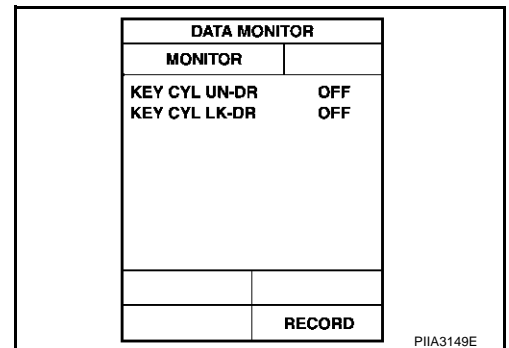 DATA MONITOR
MONITOR
KEY CYL UN-DR OFF
KEY CYL LK-DR OFF
RECORD
PIIA3149E